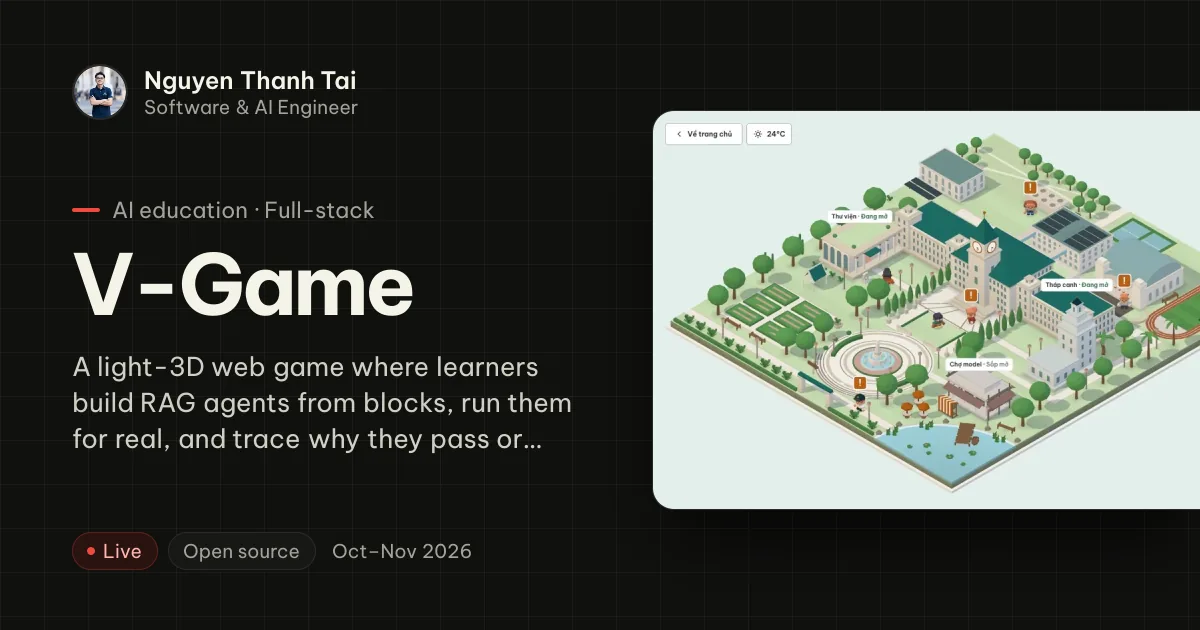 Nguyen Thanh Tai
Software & AI Engineer
AI education · Full-stack
V-Game
A light-3D web game where learners
build RAG agents from blocks, run them
for real, and trace why they pass or…
Live
Open source
Oct–Nov 2026
Về trang chủ
24°C
Thư viện · Đang mở
Tháp canh · Đang mở
Chợ model · Sắp mở